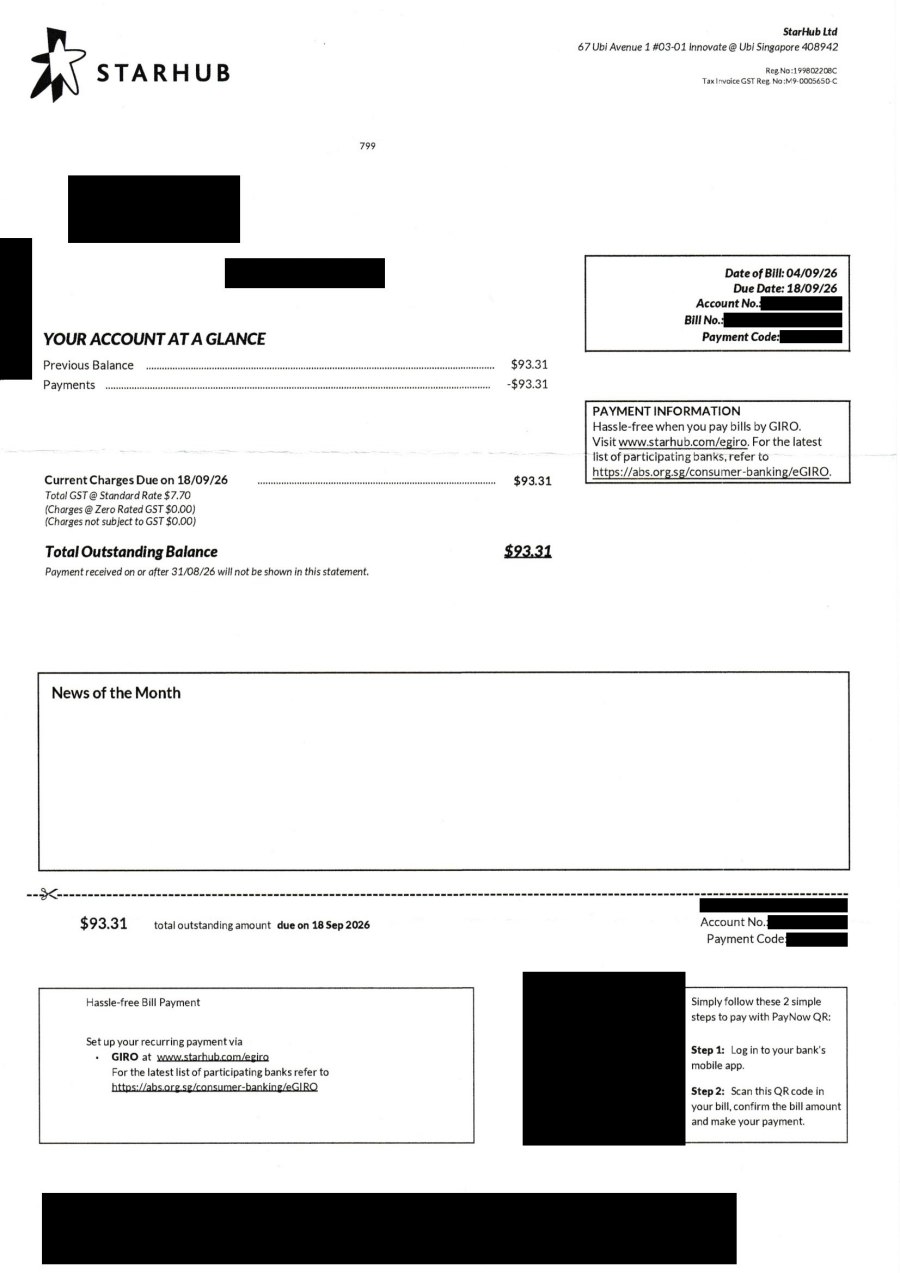 STARHUB
StarHub Ltd
67 Ubi Avenue 1 #03-01 Innovate @ Ubi Singapore 408942
Reg.No:199802208C
Tax Invoice GST Reg. No:M9-0005650-C
799
Date of Bill: 04/09/26
Due Date: 18/09/26
Account No.:
Bill No.:
Payment Code:
YOUR ACCOUNT AT A GLANCE
Previous Balance $93.31
Payments -$93.31
PAYMENT INFORMATION
Hassle-free when you pay bills by GIRO.
Visit www.starhub.com/egiro. For the latest
list of participating banks, refer to
https://abs.org.sg/consumer-banking/eGIRO.
Current Charges Due on 18/09/26 $93.31
Total GST @ Standard Rate $7.70
(Charges @ Zero Rated GST $0.00)
(Charges not subject to GST $0.00)
Total Outstanding Balance $93.31
Payment received on or after 31/08/26 will not be shown in this statement.
News of the Month
$93.31 total outstanding amount due on 18 Sep 2026
Account No.:
Payment Code:
Hassle-free Bill Payment
Set up your recurring payment via
• GIRO at www.starhub.com/egiro
For the latest list of participating banks refer to
https://abs.org.sg/consumer-banking/eGIRO
Simply follow these 2 simple
steps to pay with PayNow QR:
Step 1: Log in to your bank's
mobile app.
Step 2: Scan this QR code in
your bill, confirm the bill amount
and make your payment.